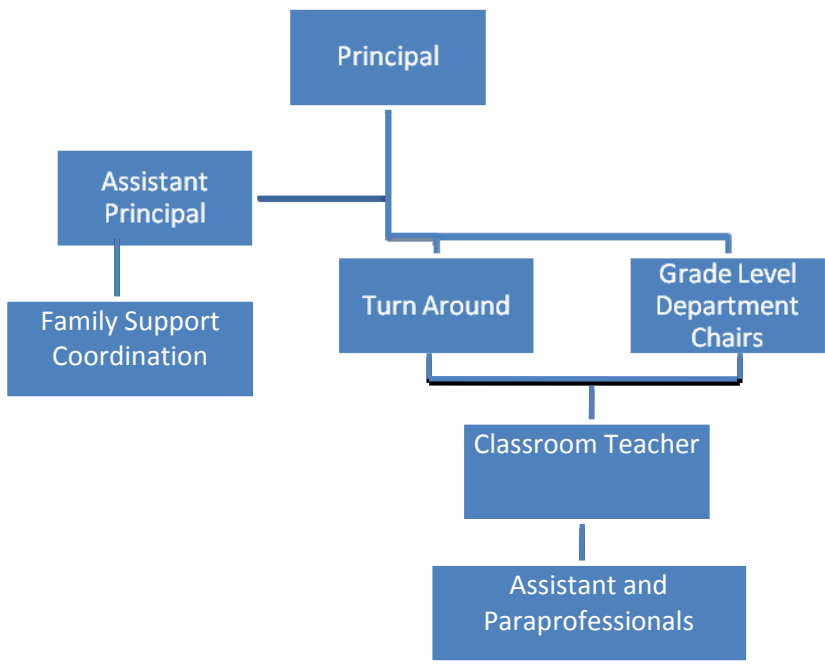 Principal
Assistant
Principal
Family Support
Coordination
Turn Around
Grade Level
Department
Chairs
Classroom Teacher
Assistant and
Paraprofessionals